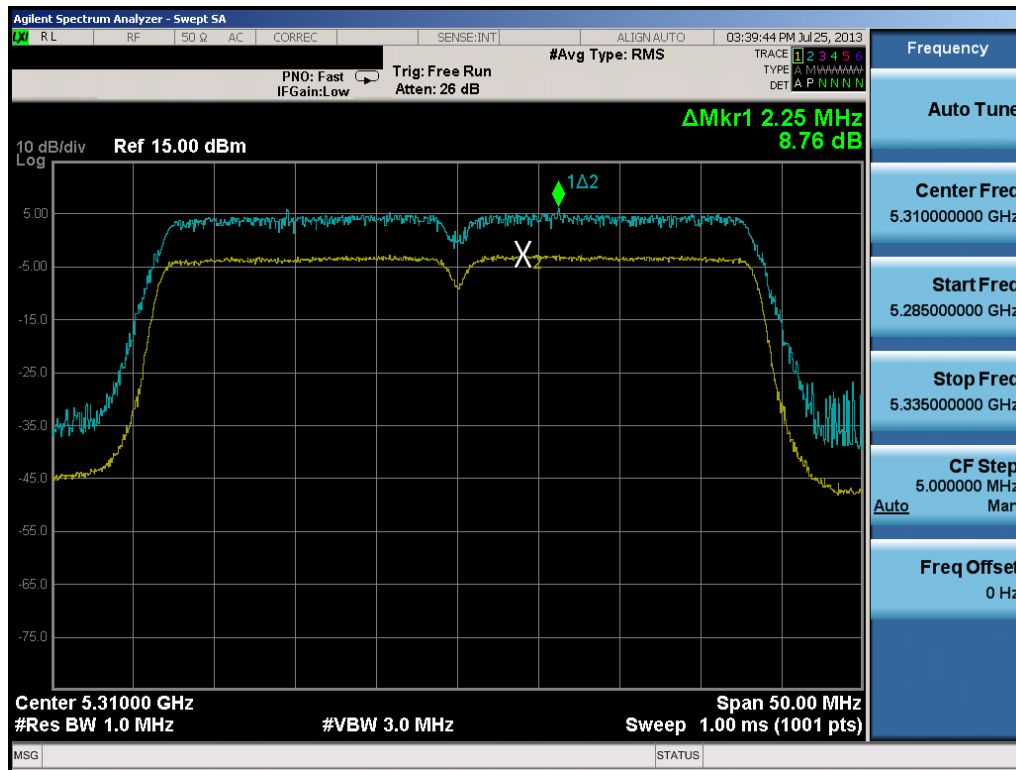 Agilent Spectrum Analyzer - Swept SA
LXI RL RF 50 Ω AC CORREC SENSE:INT ALIGNAUTO 03:39:44 PM Jul 25, 2013
#Avg Type: RMS TRACE 1 2 3 4 5 6
PNO: Fast Trig: Free Run TYPE A M W W W W
IFGain:Low Atten: 26 dB DET A P N N N N
ΔMkr1 2.25 MHz
8.76 dB
10 dB/div Ref 15.00 dBm
Log
1Δ2
5.00
X2
-5.00
-15.0
-25.0
-35.0
-45.0
-55.0
-65.0
-75.0
Center 5.31000 GHz Span 50.00 MHz
#Res BW 1.0 MHz #VBW 3.0 MHz Sweep 1.00 ms (1001 pts)
MSG STATUS
Frequency
Auto Tune
Center Freq
5.310000000 GHz
Start Freq
5.285000000 GHz
Stop Freq
5.335000000 GHz
CF Step
5.000000 MHz
Auto Man
Freq Offset
0 Hz